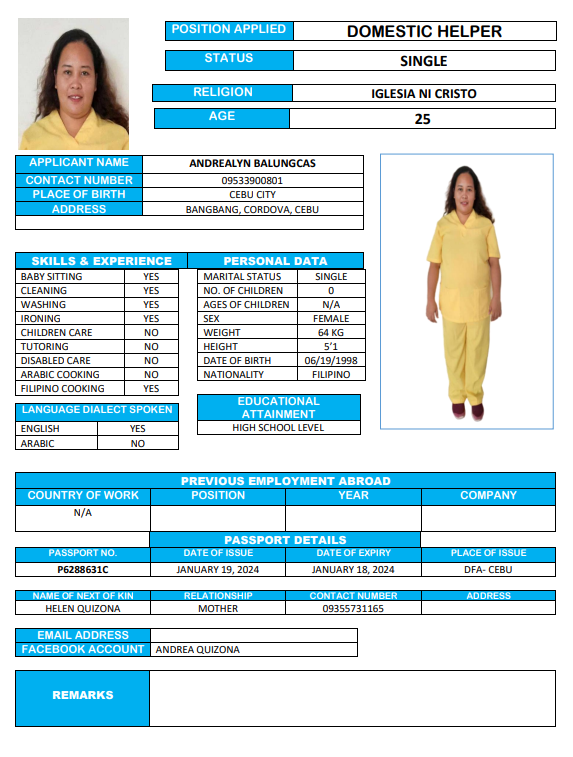 POSITION APPLIED DOMESTIC HELPER
STATUS SINGLE
RELIGION IGLESIA NI CRISTO
AGE 25
APPLICANT NAME ANDREALYN BALUNGCAS
CONTACT NUMBER 09533900801
PLACE OF BIRTH CEBU CITY
ADDRESS BANGBANG, CORDOVA, CEBU
SKILLS & EXPERIENCE PERSONAL DATA
BABY SITTING YES MARITAL STATUS SINGLE
CLEANING YES NO. OF CHILDREN 0
WASHING YES AGES OF CHILDREN N/A
IRONING YES SEX FEMALE
CHILDREN CARE NO WEIGHT 64 KG
TUTORING NO HEIGHT 5'1
DISABLED CARE NO DATE OF BIRTH 06/19/1998
ARABIC COOKING NO NATIONALITY FILIPINO
FILIPINO COOKING YES
LANGUAGE DIALECT SPOKEN
ENGLISH YES
ARABIC NO
EDUCATIONAL
ATTAINMENT
HIGH SCHOOL LEVEL
PREVIOUS EMPLOYMENT ABROAD
COUNTRY OF WORK POSITION YEAR COMPANY
N/A
PASSPORT DETAILS
PASSPORT NO. DATE OF ISSUE DATE OF EXPIRY PLACE OF ISSUE
P6288631C JANUARY 19, 2024 JANUARY 18, 2024 DFA- CEBU
NAME OF NEXT OF KIN RELATIONSHIP CONTACT NUMBER ADDRESS
HELEN QUIZONA MOTHER 09355731165
EMAIL ADDRESS
FACEBOOK ACCOUNT ANDREA QUIZONA
REMARKS